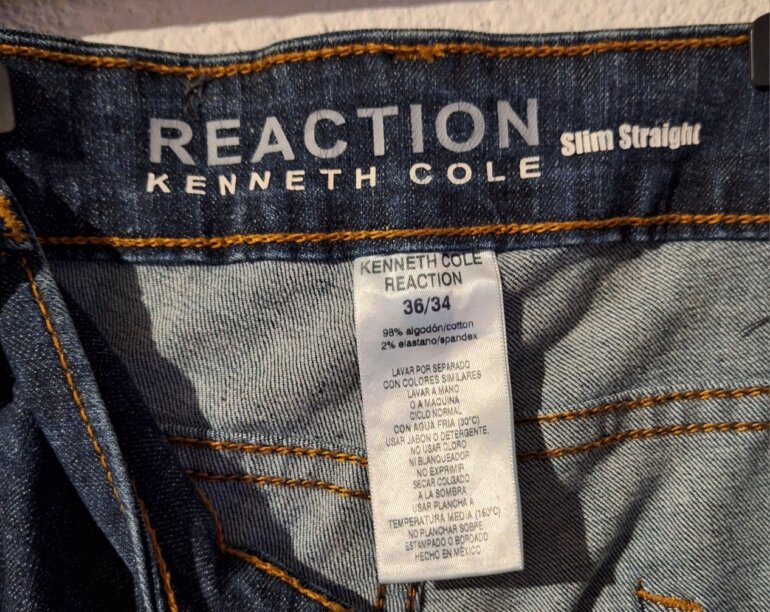 REACTION
KENNETH COLE
Slim Straight
KENNETH COLE
REACTION
36/34
98% algodón/cotton
2% elastano/spandex
LAVAR POR SEPARADO
CON COLORES SIMILARES
LAVAR A MANO
O A MAQUINA
CICLO NORMAL
CON AGUA FRIA (30°C)
USAR JABON O DETERGENTE,
NO USAR CLORO
NI BLANQUEADOR
NO EXPRIMIR
SECAR COLGADO
A LA SOMBRA
USAR PLANCHA A
TEMPERATURA MEDIA (150°C)
NO PLANCHAR SOBRE
ESTAMPADO O BORDADO
HECHO EN MÉXICO